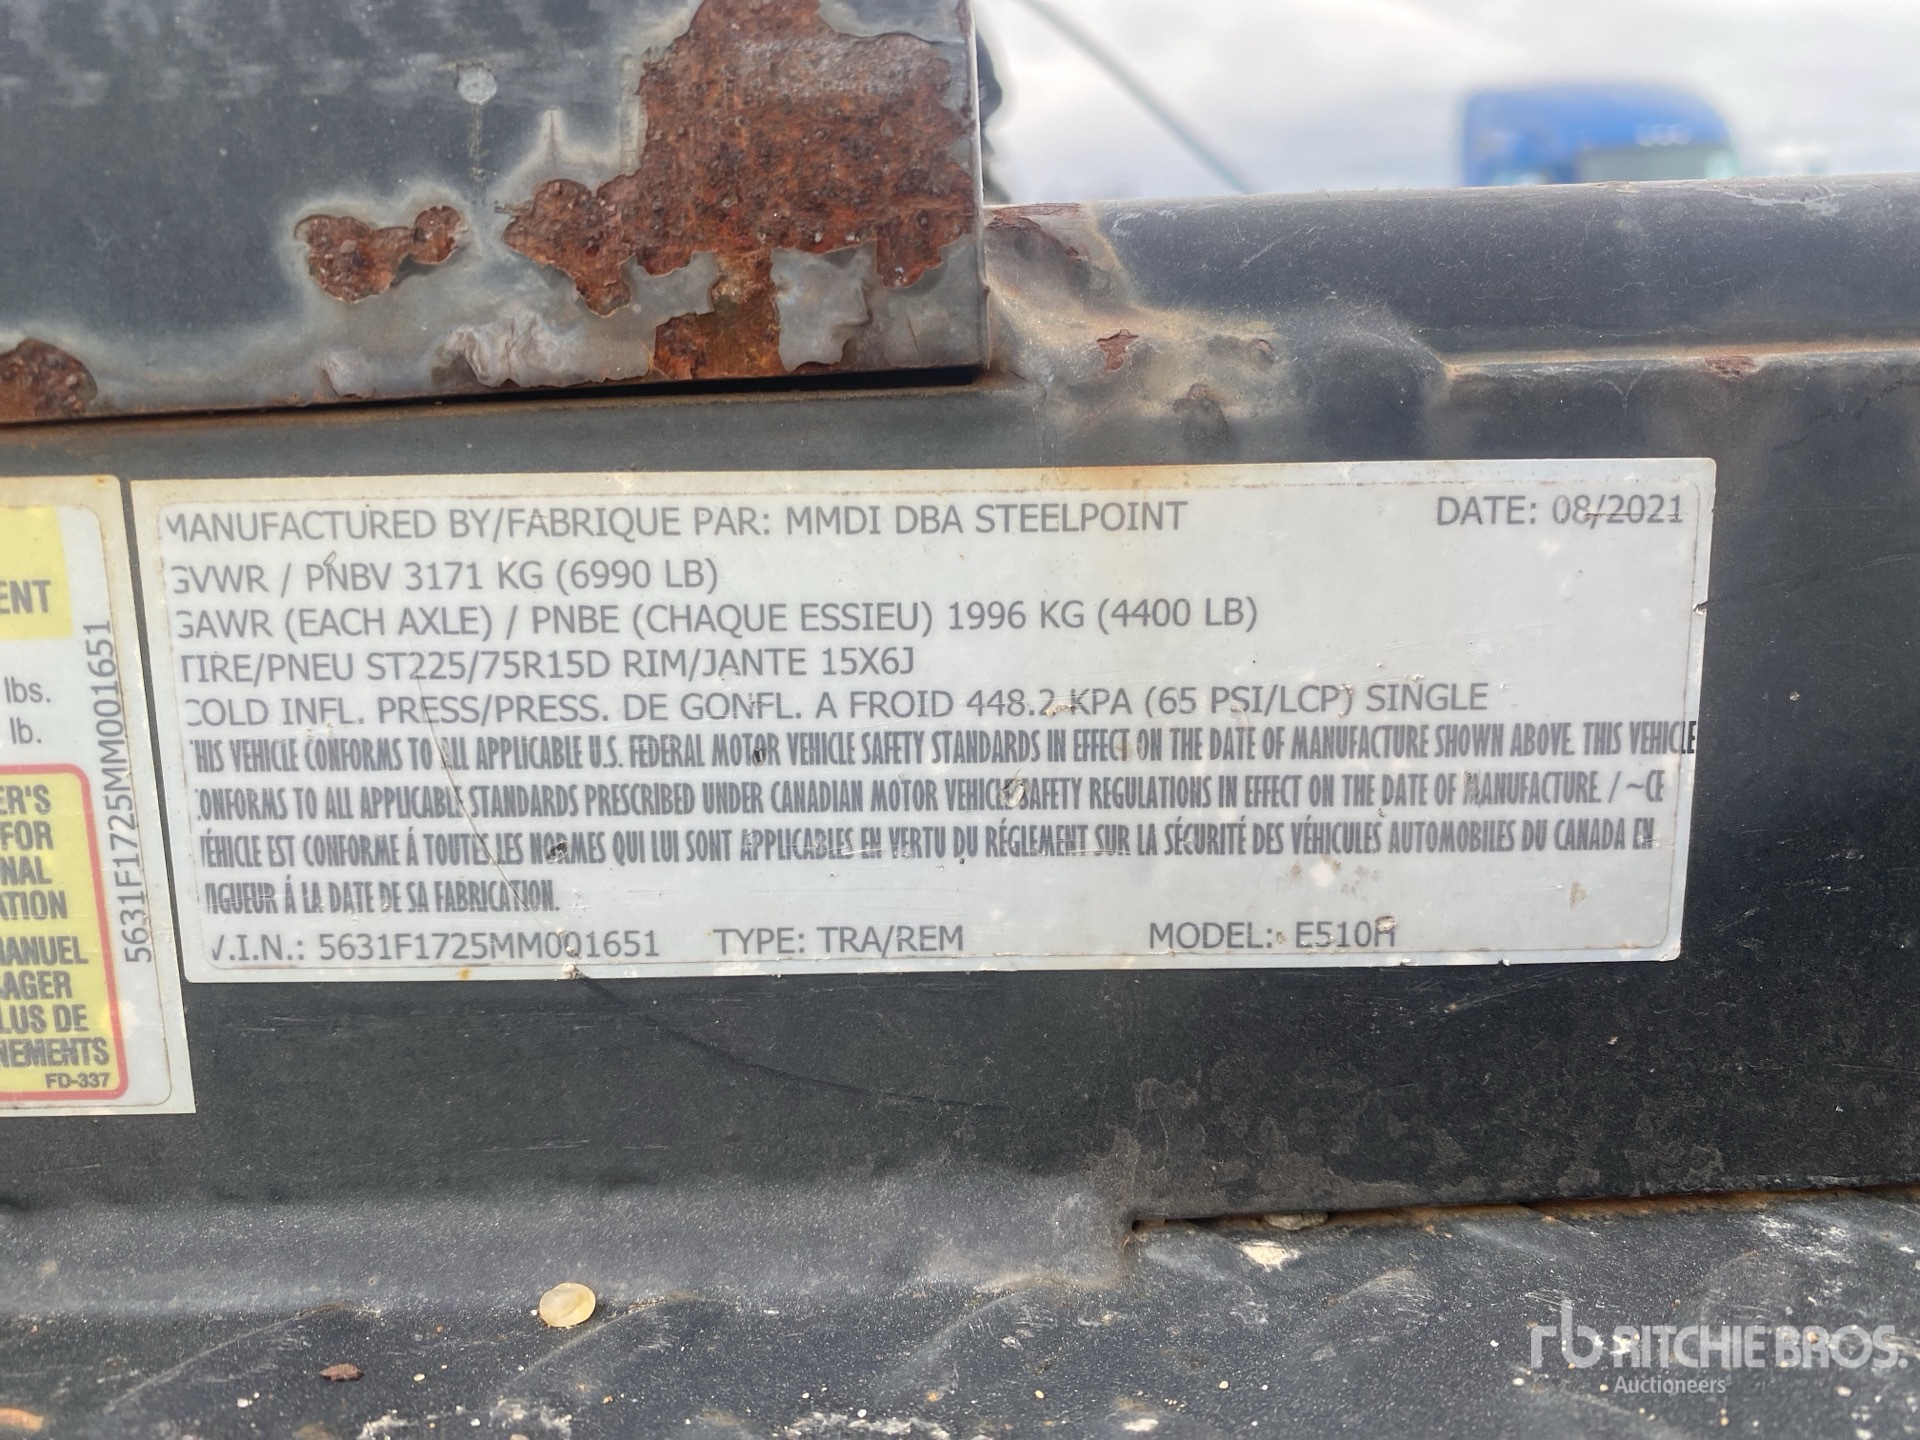 MANUFACTURED BY/FABRIQUE PAR: MMDI DBA STEELPOINT DATE: 08/2021
GVWR / PNBV 3171 KG (6990 LB)
GAWR (EACH AXLE) / PNBE (CHAQUE ESSIEU) 1996 KG (4400 LB)
TIRE/PNEU ST225/75R15D RIM/JANTE 15X6J
COLD INFL. PRESS/PRESS. DE GONFL. A FROID 448.2 KPA (65 PSI/LCP) SINGLE
THIS VEHICLE CONFORMS TO ALL APPLICABLE U.S. FEDERAL MOTOR VEHICLE SAFETY STANDARDS IN EFFECT ON THE DATE OF MANUFACTURE SHOWN ABOVE. THIS VEHICLE
CONFORMS TO ALL APPLICABLE STANDARDS PRESCRIBED UNDER CANADIAN MOTOR VEHICLE SAFETY REGULATIONS IN EFFECT ON THE DATE OF MANUFACTURE. / ~CE
VÉHICLE EST CONFORME Á TOUTES LES NORMES QUI LUI SONT APPLICABLES EN VERTU DU RÉGLEMENT SUR LA SÉCURITÉ DES VÉHICULES AUTOMOBILES DU CANADA EN
VIGUEUR Á LA DATE DE SA FABRICATION.
V.I.N.: 5631F1725MM001651 TYPE: TRA/REM MODEL: E510H
ENT
lbs.
lb.
5631F1725MM001651
ER'S
FOR
NAL
ATION
MANUEL
AGER
LUS DE
NEMENTS
FD-337
rb RITCHIE BROS.
Auctioneers